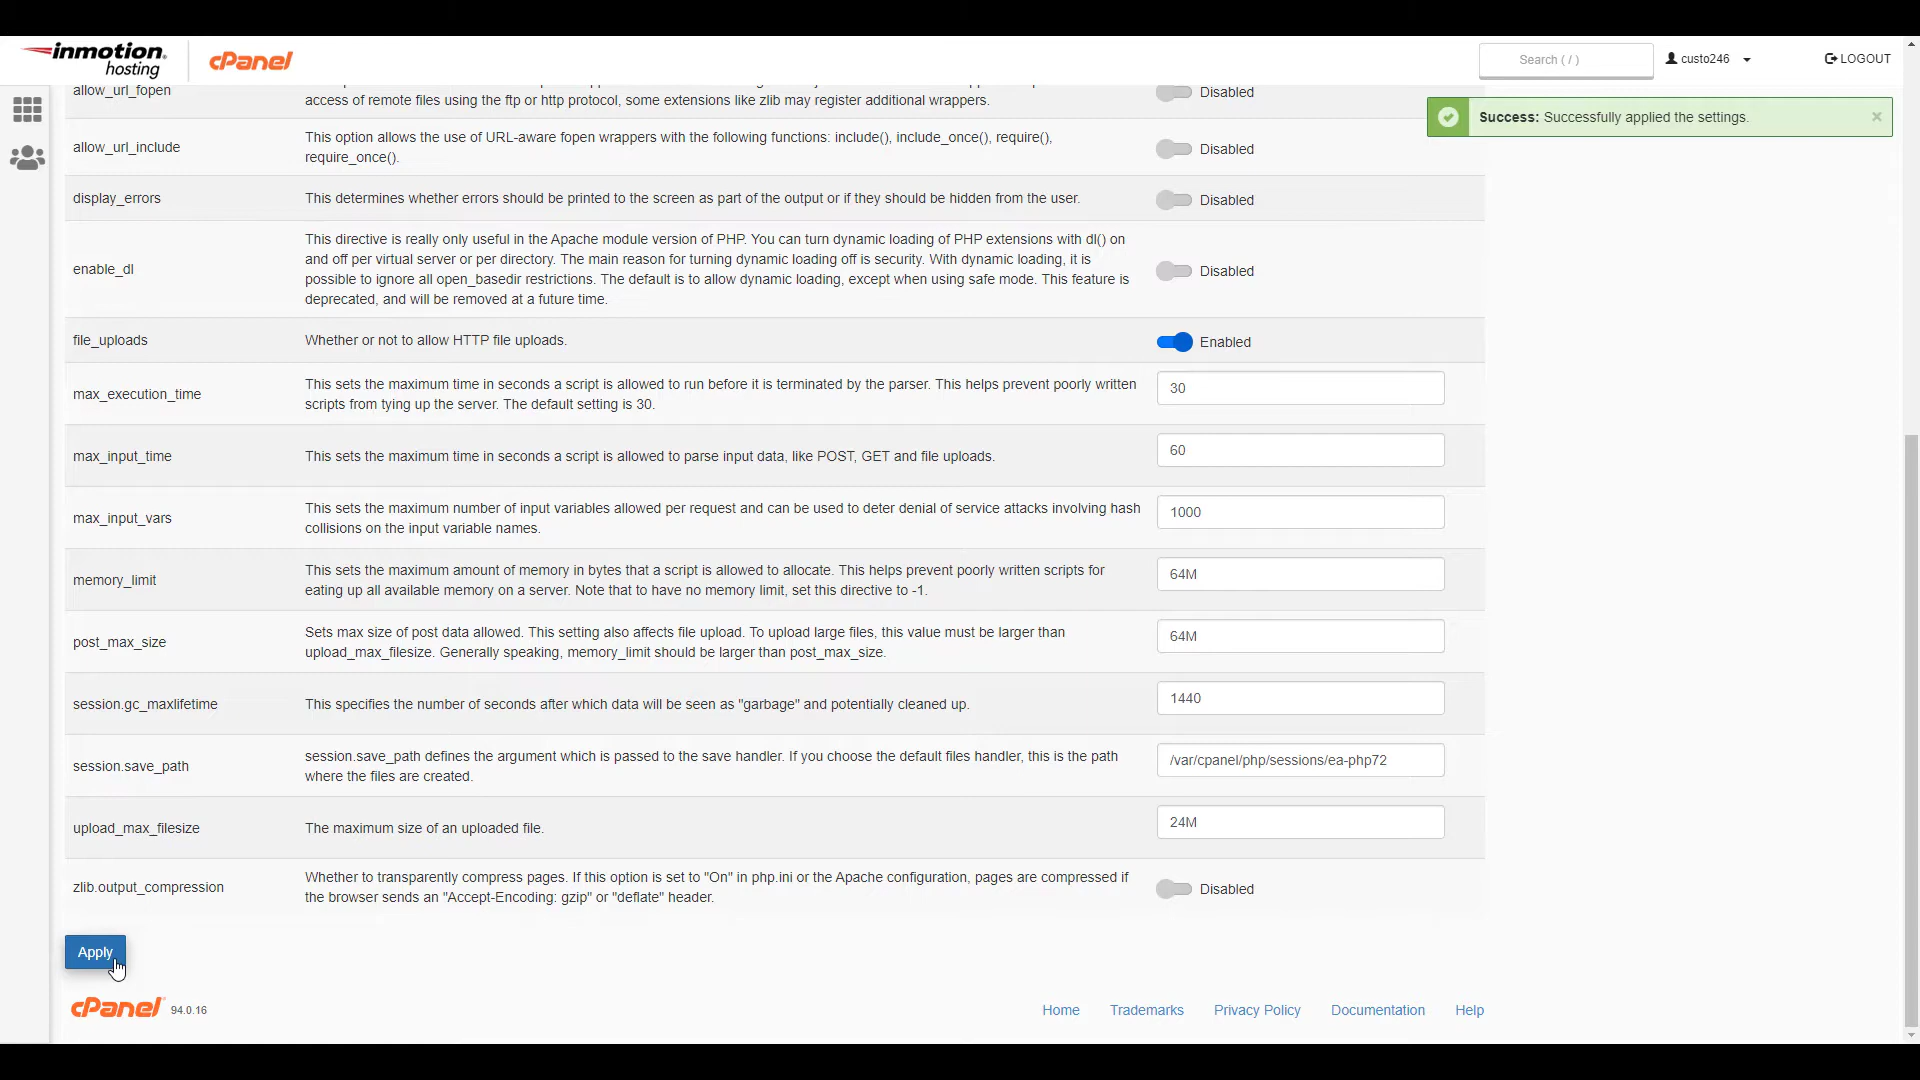 inmotion hosting
cPanel
Search ( / )
custo246
LOGOUT
allow_url_fopen
access of remote files using the ftp or http protocol, some extensions like zlib may register additional wrappers.
Disabled
Success: Successfully applied the settings.
×
allow_url_include
This option allows the use of URL-aware fopen wrappers with the following functions: include(), include_once(), require(),
require_once().
Disabled
display_errors
This determines whether errors should be printed to the screen as part of the output or if they should be hidden from the user.
Disabled
enable_dl
This directive is really only useful in the Apache module version of PHP. You can turn dynamic loading of PHP extensions with dl() on
and off per virtual server or per directory. The main reason for turning dynamic loading off is security. With dynamic loading, it is
possible to ignore all open_basedir restrictions. The default is to allow dynamic loading, except when using safe mode. This feature is
deprecated, and will be removed at a future time.
Disabled
file_uploads
Whether or not to allow HTTP file uploads.
Enabled
max_execution_time
This sets the maximum time in seconds a script is allowed to run before it is terminated by the parser. This helps prevent poorly written
scripts from tying up the server. The default setting is 30.
30
max_input_time
This sets the maximum time in seconds a script is allowed to parse input data, like POST, GET and file uploads.
60
max_input_vars
This sets the maximum number of input variables allowed per request and can be used to deter denial of service attacks involving hash
collisions on the input variable names.
1000
memory_limit
This sets the maximum amount of memory in bytes that a script is allowed to allocate. This helps prevent poorly written scripts for
eating up all available memory on a server. Note that to have no memory limit, set this directive to -1.
64M
post_max_size
Sets max size of post data allowed. This setting also affects file upload. To upload large files, this value must be larger than
upload_max_filesize. Generally speaking, memory_limit should be larger than post_max_size.
64M
session.gc_maxlifetime
This specifies the number of seconds after which data will be seen as "garbage" and potentially cleaned up.
1440
session.save_path
session.save_path defines the argument which is passed to the save handler. If you choose the default files handler, this is the path
where the files are created.
/var/cpanel/php/sessions/ea-php72
upload_max_filesize
The maximum size of an uploaded file.
24M
zlib.output_compression
Whether to transparently compress pages. If this option is set to "On" in php.ini or the Apache configuration, pages are compressed if
the browser sends an "Accept-Encoding: gzip" or "deflate" header.
Disabled
Apply
cPanel 94.0.16
Home Trademarks Privacy Policy Documentation Help